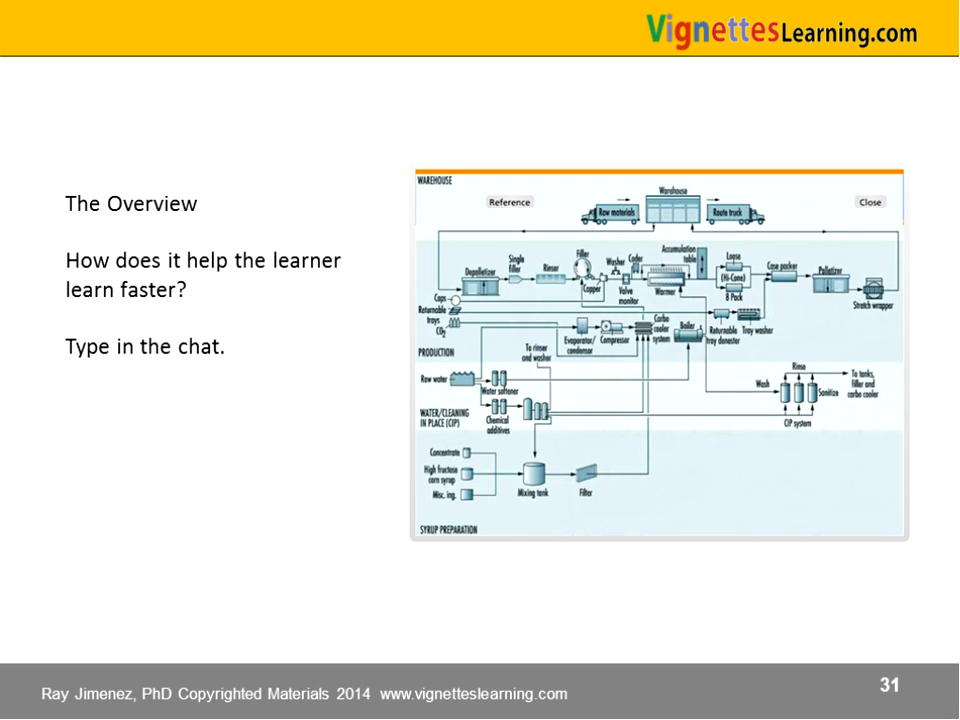 VignettesLearning.com
The Overview
How does it help the learner
learn faster?
Type in the chat.
WAREHOUSE
Reference
Warehouse
Close
Raw materials
Route truck
Depalletizer
Single
filler
Rinser
Filler
Capper
Washer
Coder
Valve
monitor
Accumulation
table
Warmer
Loose
(Hi-Cone)
8 Pack
Case packer
Palletizer
Stretch wrapper
Caps
Returnable
trays
CO2
Evaporator/
condensor
Compressor
Carbo
cooler
system
Boiler
Returnable
tray denester
Tray washer
PRODUCTION
To rinser
and washer
Raw water
Water softener
Chemical
additives
WATER/CLEANING
IN PLACE (CIP)
Wash
Rinse
Sanitize
To tanks,
filler and
carbo cooler
CIP system
Concentrate
High fructose
corn syrup
Misc. ing.
Mixing tank
Filter
SYRUP PREPARATION
Ray Jimenez, PhD Copyrighted Materials 2014 www.vignetteslearning.com
31